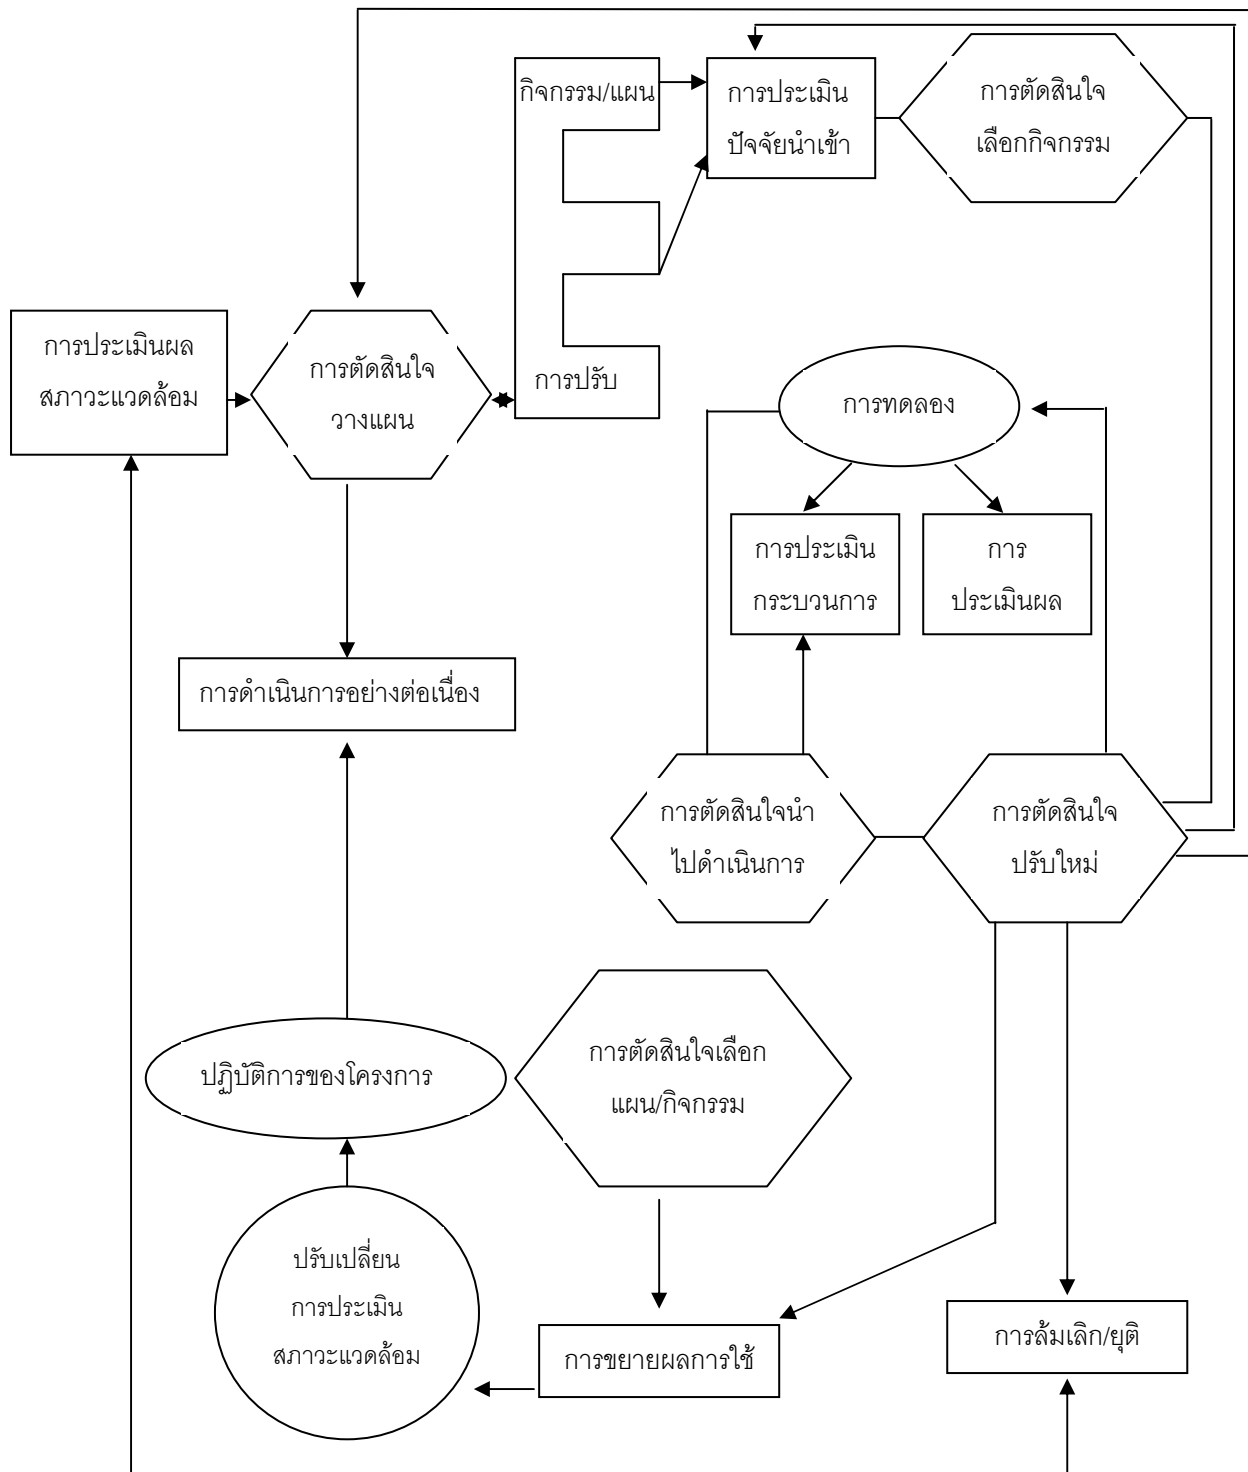 กิจกรรม/แผน
การประเมิน
ปัจจัยนำเข้า
การตัดสินใจ
เลือกกิจกรรม
การประเมินผล
สภาวะแวดล้อม
การตัดสินใจ
วางแผน
การปรับ
การทดลอง
การประเมิน
กระบวนการ
การ
ประเมินผล
การดำเนินการอย่างต่อเนื่อง
การตัดสินใจนำ
ไปดำเนินการ
การตัดสินใจ
ปรับใหม่
ปฏิบัติการของโครงการ
การตัดสินใจเลือก
แผน/กิจกรรม
ปรับเปลี่ยน
การประเมิน
สภาวะแวดล้อม
การขยายผลการใช้
การล้มเลิก/ยุติ